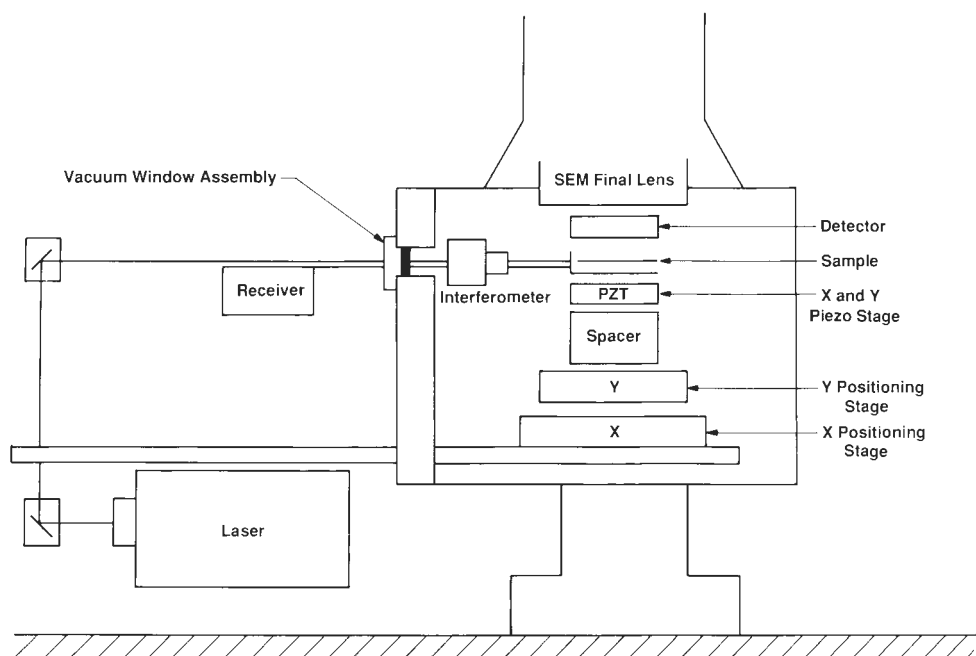 SEM Final Lens
Vacuum Window Assembly
Detector
Sample
Receiver
Interferometer
PZT
X and Y
Piezo Stage
Spacer
Y
Y Positioning
Stage
X
X Positioning
Stage
Laser